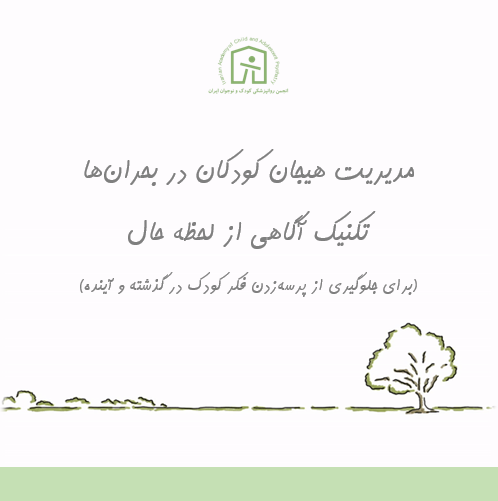 Iranian Academy of Child and Adolescent Psychiatry
انجمن روانپزشکی کودک و نوجوان ایران
مدیریت هیجان کودکان در بحران‌ها
تکنیک آگاهی از لحظه حال
(برای جلوگیری از پرسه‌زدن فکر کودک در گذشته و آینده)